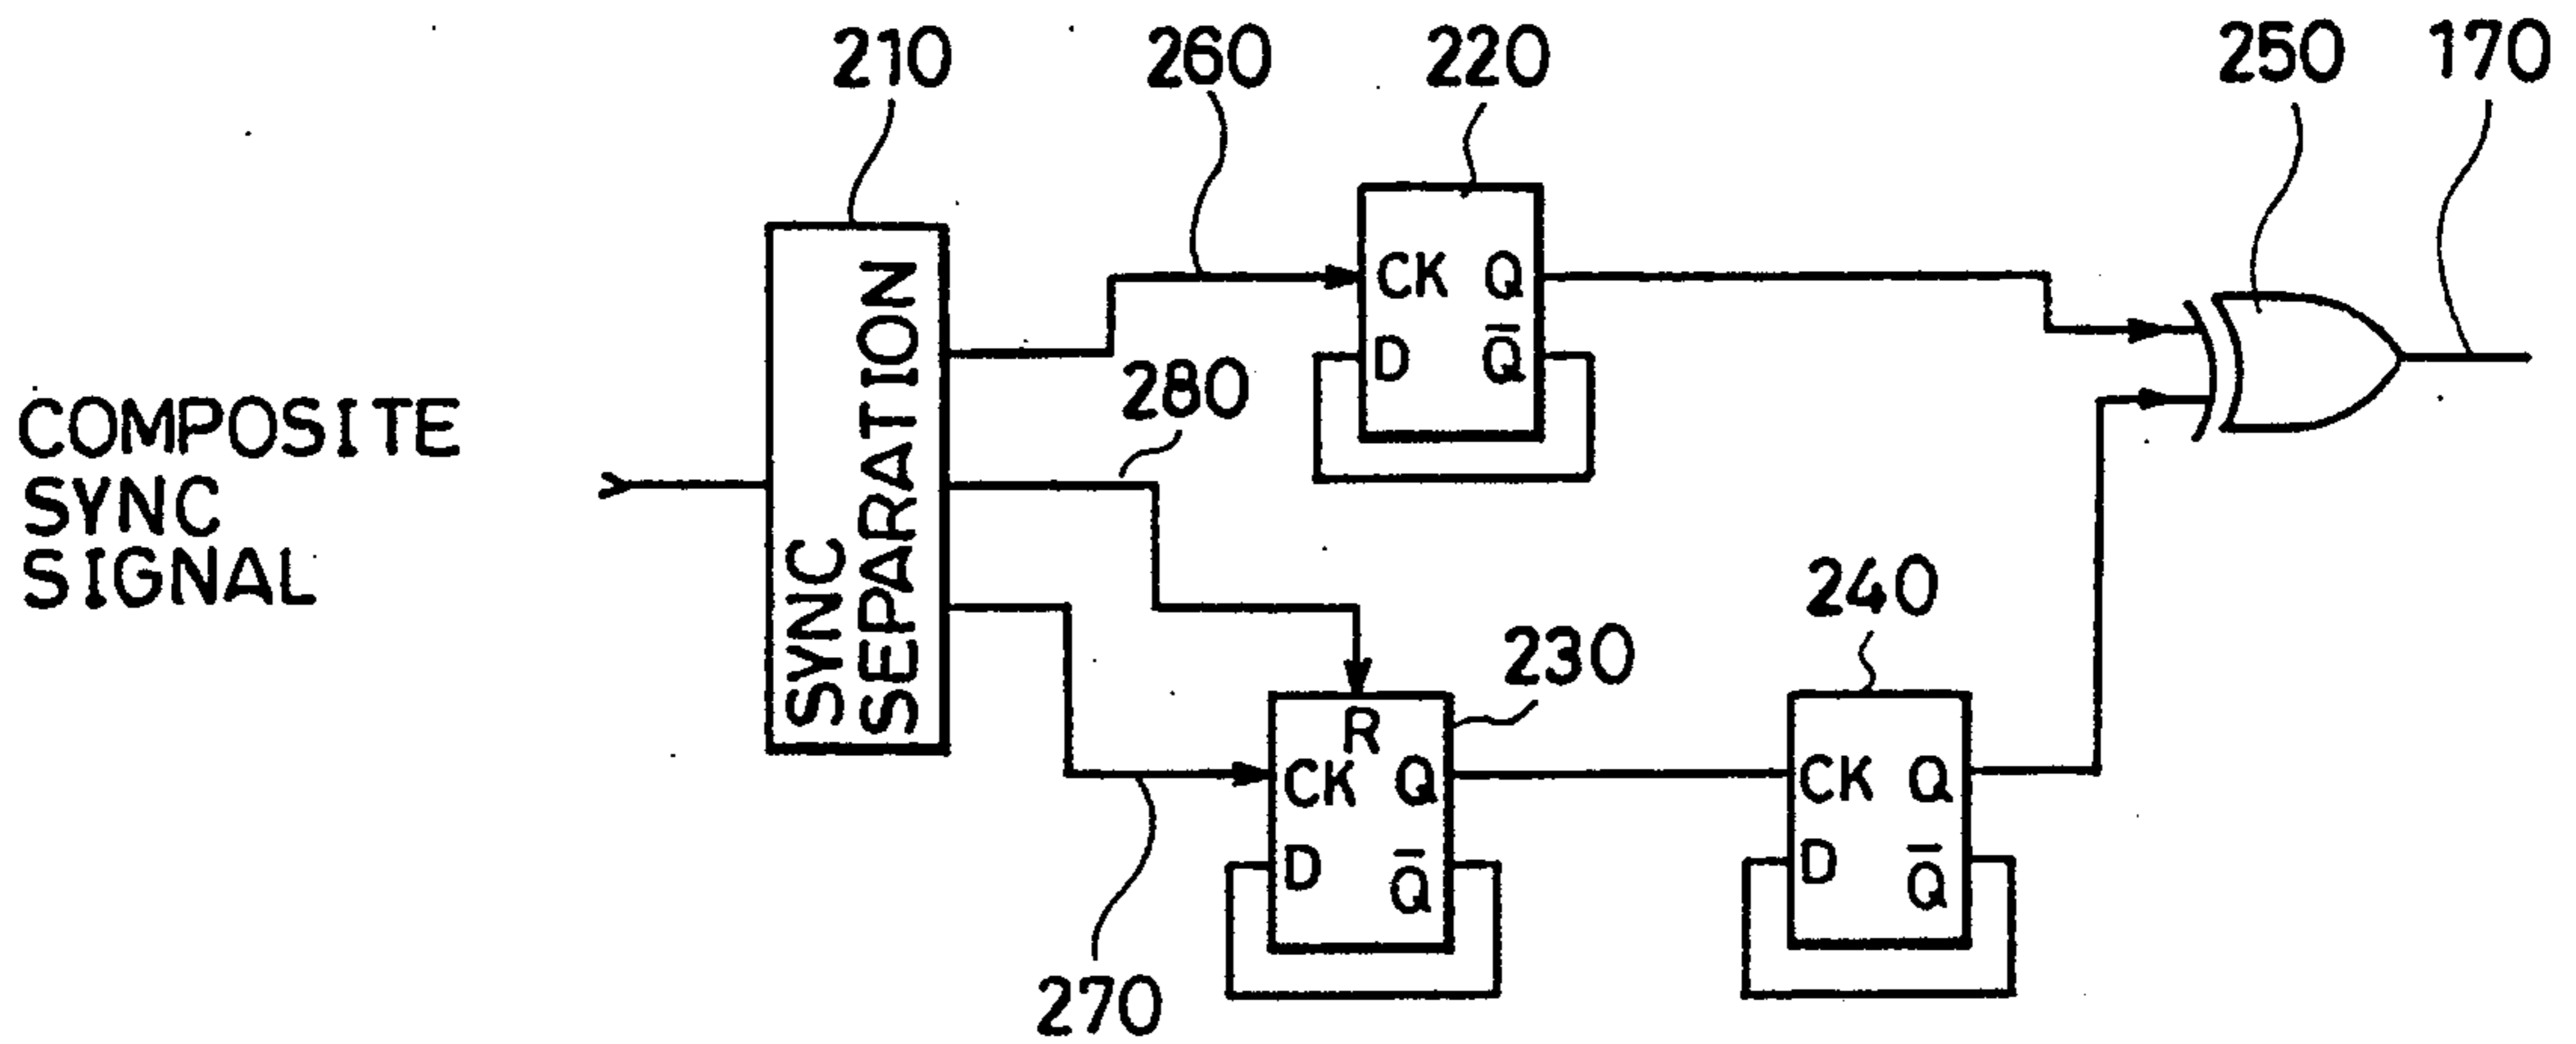 210
260
220
250
170
COMPOSITE
SYNC
SIGNAL
SYNC
SEPARATION
280
CK Q
D Q̅
230
240
R
CK Q
D Q̅
CK Q
D Q̅
270